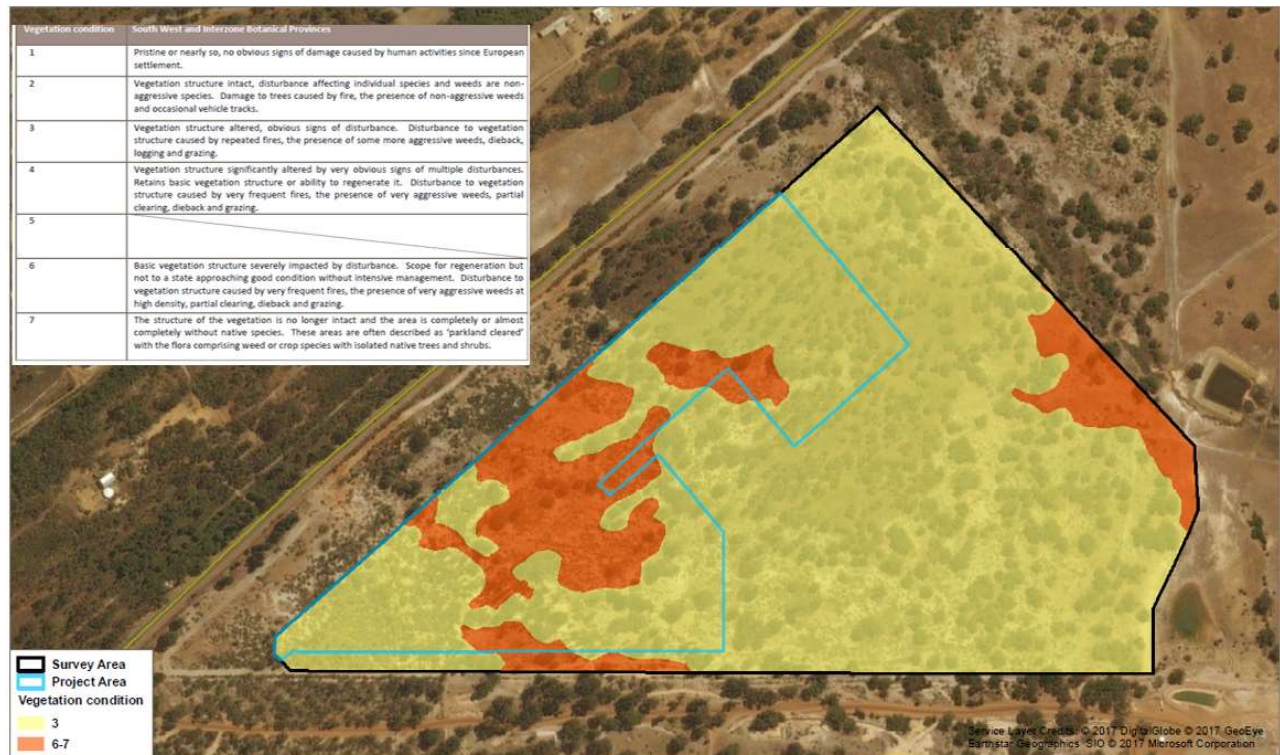 Vegetation condition South West and Interzone Botanical Provinces
1 Pristine or nearly so, no obvious signs of damage caused by human activities since European
settlement.
2 Vegetation structure intact, disturbance affecting individual species and weeds are non-
aggressive species. Damage to trees caused by fire, the presence of non-aggressive weeds
and occasional vehicle tracks.
3 Vegetation structure altered, obvious signs of disturbance. Disturbance to vegetation
structure caused by repeated fires, the presence of some more aggressive weeds, dieback,
logging and grazing.
4 Vegetation structure significantly altered by very obvious signs of multiple disturbances.
Retains basic vegetation structure or ability to regenerate it. Disturbance to vegetation
structure caused by very frequent fires, the presence of very aggressive weeds, partial
clearing, dieback and grazing.
5
6 Basic vegetation structure severely impacted by disturbance. Scope for regeneration but
not to a state approaching good condition without intensive management. Disturbance to
vegetation structure caused by very frequent fires, the presence of very aggressive weeds at
high density, partial clearing, dieback and grazing.
7 The structure of the vegetation is no longer intact and the area is completely or almost
completely without native species. These areas are often described as 'parkland cleared'
with the flora comprising weed or crop species with isolated native trees and shrubs.
Survey Area
Project Area
Vegetation condition
3
6-7
Service Layer Credits: © 2017 DigitalGlobe © 2017 GeoEye
Earthstar Geographics SIO © 2017 Microsoft Corporation